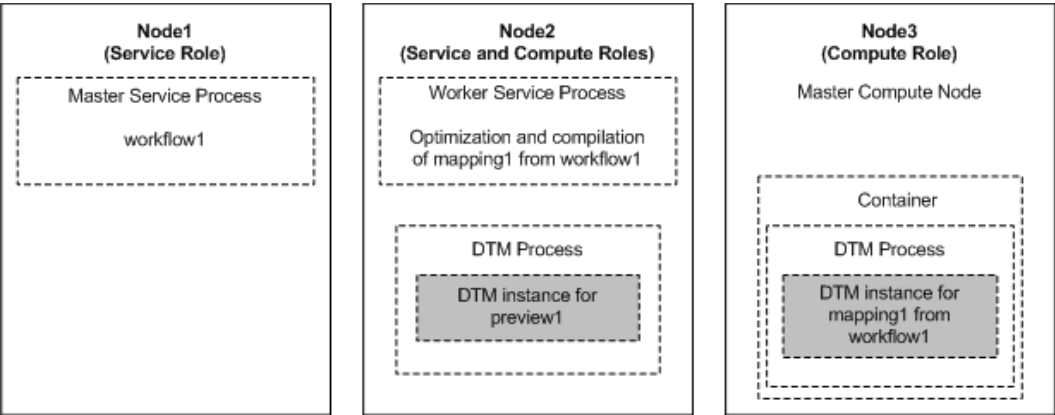 Node1
(Service Role)
Master Service Process
workflow1
Node2
(Service and Compute Roles)
Worker Service Process
Optimization and compilation
of mapping1 from workflow1
DTM Process
DTM instance for
preview1
Node3
(Compute Role)
Master Compute Node
Container
DTM Process
DTM instance for
mapping1 from
workflow1